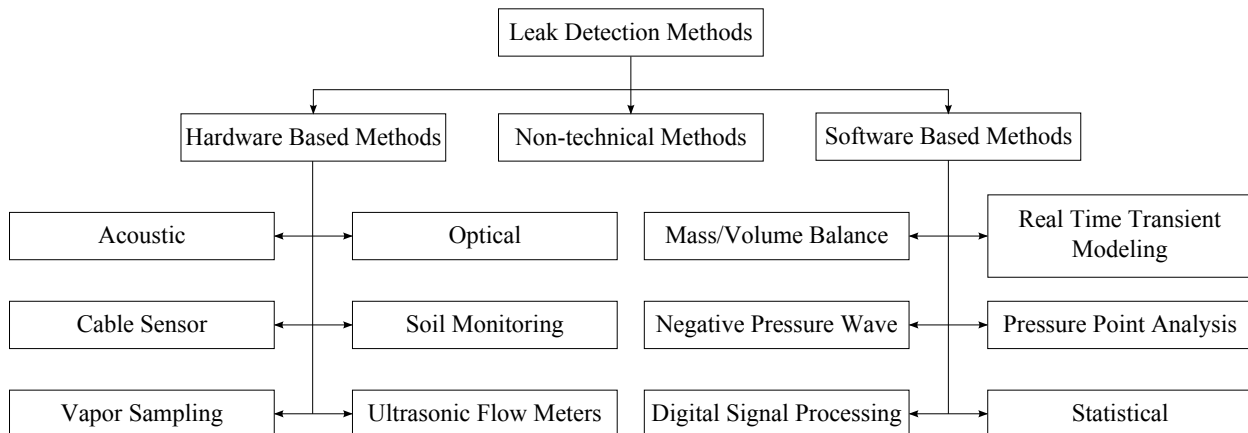 Leak Detection Methods
Hardware Based Methods
Non-technical Methods
Software Based Methods
Acoustic
Optical
Mass/Volume Balance
Real Time Transient
Modeling
Cable Sensor
Soil Monitoring
Negative Pressure Wave
Pressure Point Analysis
Vapor Sampling
Ultrasonic Flow Meters
Digital Signal Processing
Statistical